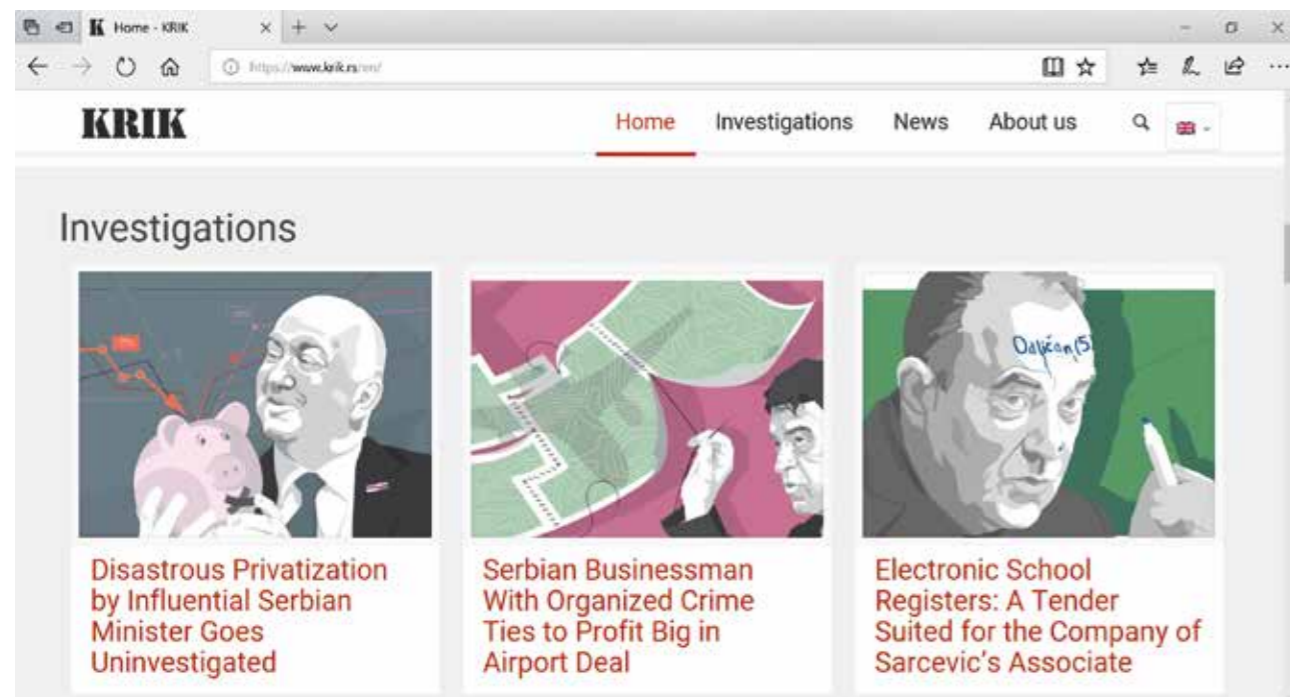 Home - KRIK
https://www.krik.rs/en/
KRIK
Home Investigations News About us
Investigations
Odličan (5
Disastrous Privatization
by Influential Serbian
Minister Goes
Uninvestigated
Serbian Businessman
With Organized Crime
Ties to Profit Big in
Airport Deal
Electronic School
Registers: A Tender
Suited for the Company of
Sarcevic's Associate